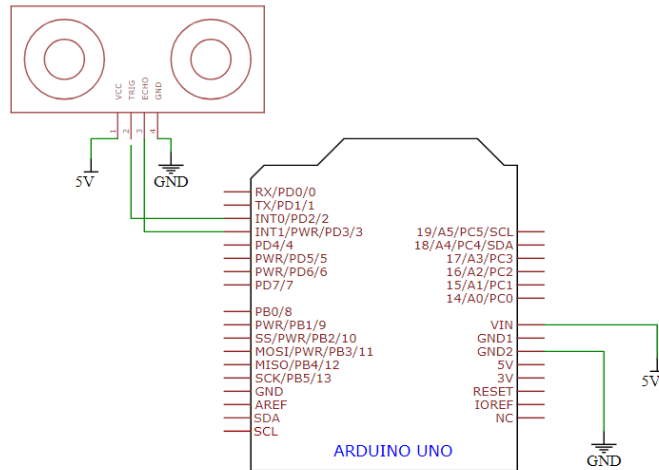 VCC
TRIG
ECHO
GND
1
2
3
4
5V
GND
RX/PD0/0
TX/PD1/1
INT0/PD2/2
INT1/PWR/PD3/3
PD4/4
PWR/PD5/5
PWR/PD6/6
PD7/7
PB0/8
PWR/PB1/9
SS/PWR/PB2/10
MOSI/PWR/PB3/11
MISO/PB4/12
SCK/PB5/13
GND
AREF
SDA
SCL
19/A5/PC5/SCL
18/A4/PC4/SDA
17/A3/PC3
16/A2/PC2
15/A1/PC1
14/A0/PC0
VIN
GND1
GND2
5V
3V
RESET
IOREF
NC
5V
GND
ARDUINO UNO